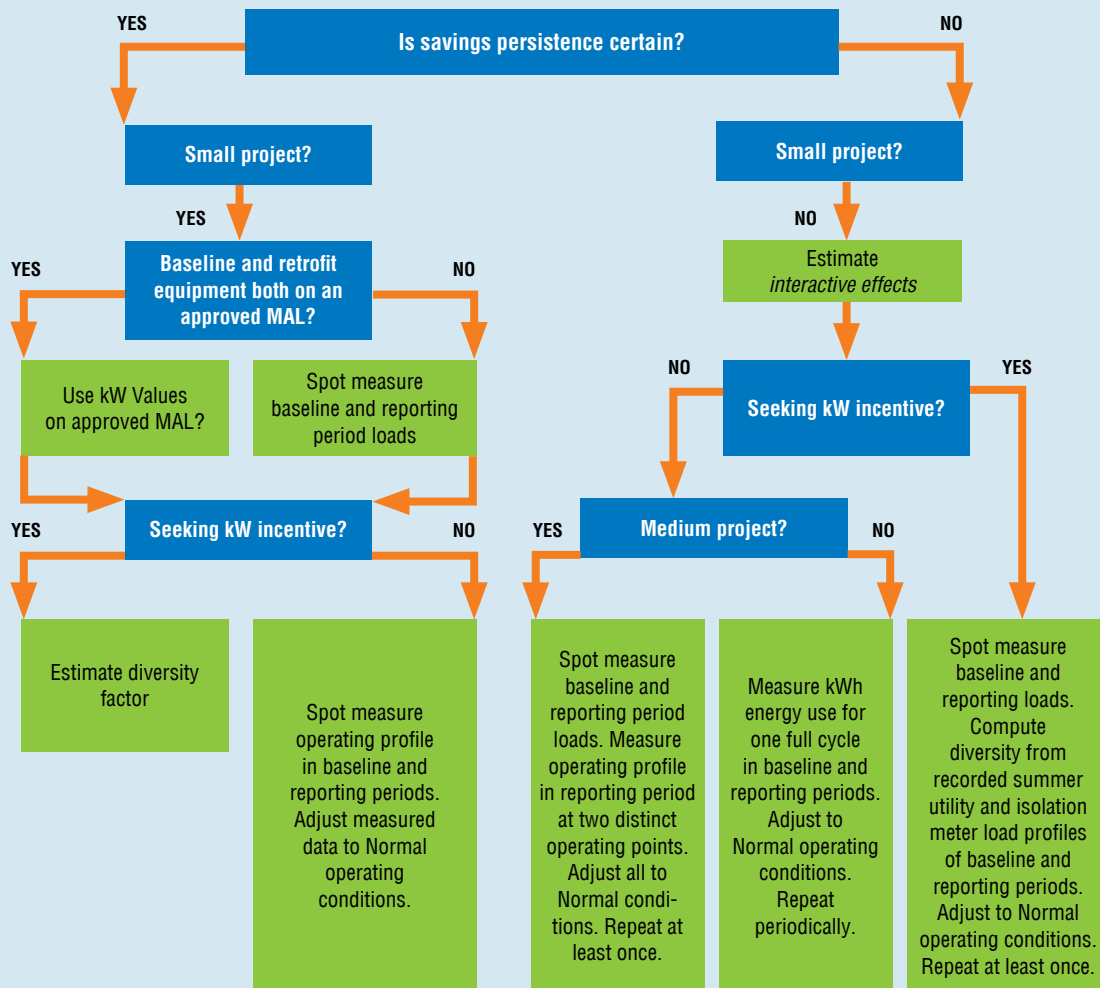 YES
Is savings persistence certain?
NO
Small project?
Small project?
YES
NO
YES
Baseline and retrofit
equipment both on an
approved MAL?
NO
Estimate
interactive effects
Use kW Values
on approved MAL?
Spot measure
baseline and reporting
period loads
NO
Seeking kW incentive?
YES
YES
Seeking kW incentive?
NO
YES
Medium project?
NO
Estimate diversity
factor
Spot measure
operating profile
in baseline and
reporting periods.
Adjust measured
data to Normal
operating
conditions.
Spot measure
baseline and
reporting period
loads. Measure
operating profile
in reporting period
at two distinct
operating points.
Adjust all to
Normal condi-
tions. Repeat at
least once.
Measure kWh
energy use for
one full cycle
in baseline and
reporting periods.
Adjust to
Normal operating
conditions.
Repeat
periodically.
Spot measure
baseline and
reporting loads.
Compute
diversity from
recorded summer
utility and isolation
meter load profiles
of baseline and
reporting periods.
Adjust to Normal
operating conditions.
Repeat at least once.